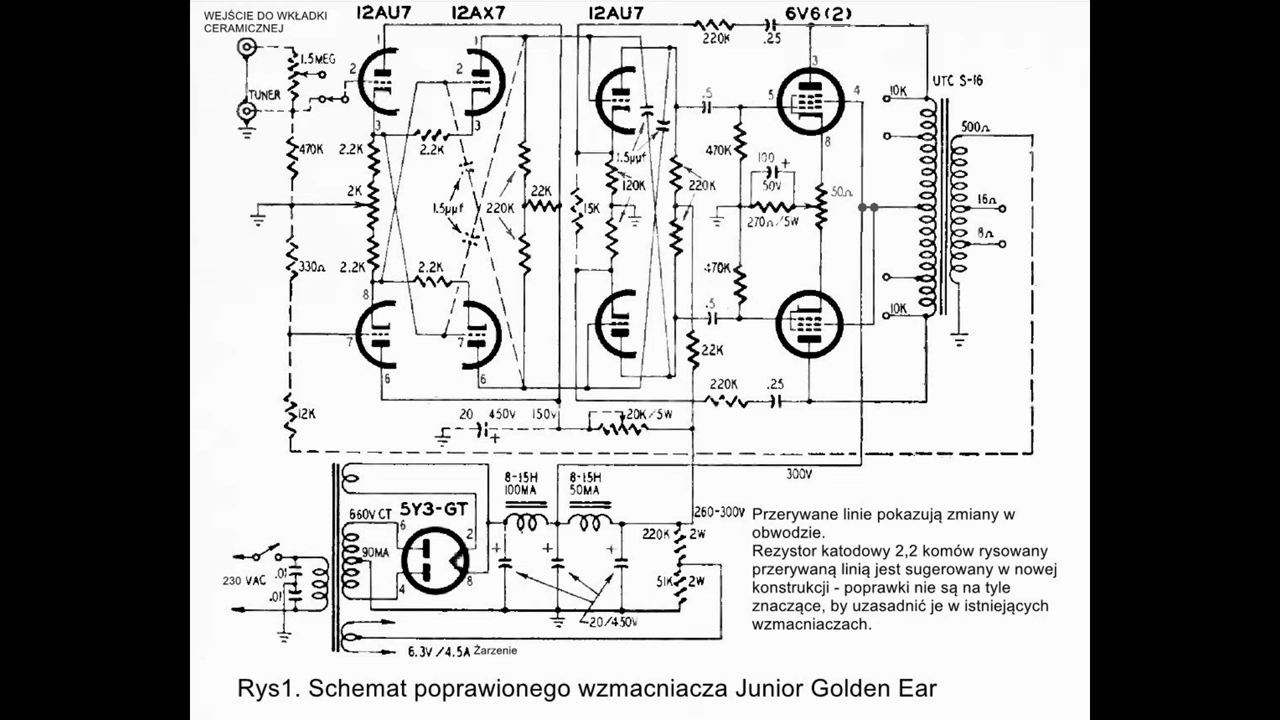 WEJŚCIE DO WKŁADKI
CERAMICZNEJ
12AU7
12AX7
12AU7
6V6(2)
1.5MEG
TUNER
220K
.25
UTC S-16
10K
500Ω
1
2
3
1
2
3
3
4
5
8
470K
2.2K
2.2K
2K
1.5µµf
220K
22K
15K
1.5µµf
120K
220K
.5
470K
100
50V
50Ω
270Ω/5W
16Ω
8Ω
330Ω
2.2K
2.2K
8
7
6
7
6
.5
470K
10K
22K
220K
.25
12K
20
450V
150V
20K/5W
300V
8-15H
100MA
8-15H
50MA
660V CT
5Y3-GT
6
2
90MA
4
8
260-300V
220K
2W
51K
2W
230 VAC
.01
.01
20/450V
6.3V/4.5A Żarzenie
Przerywane linie pokazują zmiany w
obwodzie.
Rezystor katodowy 2,2 komów rysowany
przerywaną linią jest sugerowany w nowej
konstrukcji - poprawki nie są na tyle
znaczące, by uzasadnić je w istniejących
wzmacniaczach.
Rys1. Schemat poprawionego wzmacniacza Junior Golden Ear